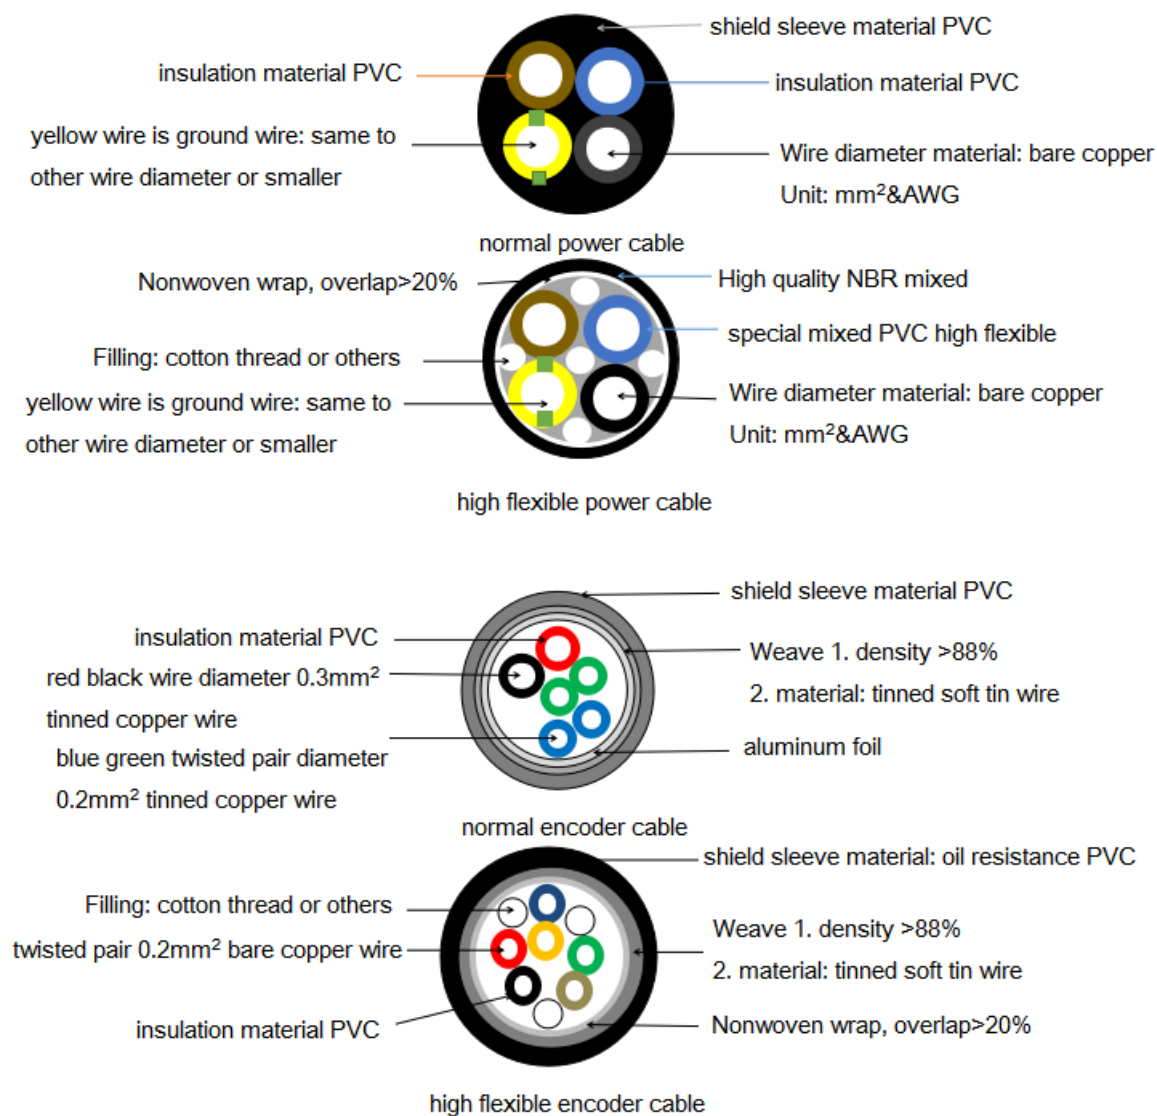 shield sleeve material PVC
insulation material PVC
insulation material PVC
yellow wire is ground wire: same to
other wire diameter or smaller
Wire diameter material: bare copper
Unit: mm²&AWG
normal power cable
Nonwoven wrap, overlap>20%
High quality NBR mixed
special mixed PVC high flexible
Filling: cotton thread or others
yellow wire is ground wire: same to
other wire diameter or smaller
Wire diameter material: bare copper
Unit: mm²&AWG
high flexible power cable
shield sleeve material PVC
insulation material PVC
red black wire diameter 0.3mm²
tinned copper wire
blue green twisted pair diameter
0.2mm² tinned copper wire
Weave 1. density >88%
2. material: tinned soft tin wire
aluminum foil
normal encoder cable
shield sleeve material: oil resistance PVC
Filling: cotton thread or others
twisted pair 0.2mm² bare copper wire
insulation material PVC
Weave 1. density >88%
2. material: tinned soft tin wire
Nonwoven wrap, overlap>20%
high flexible encoder cable